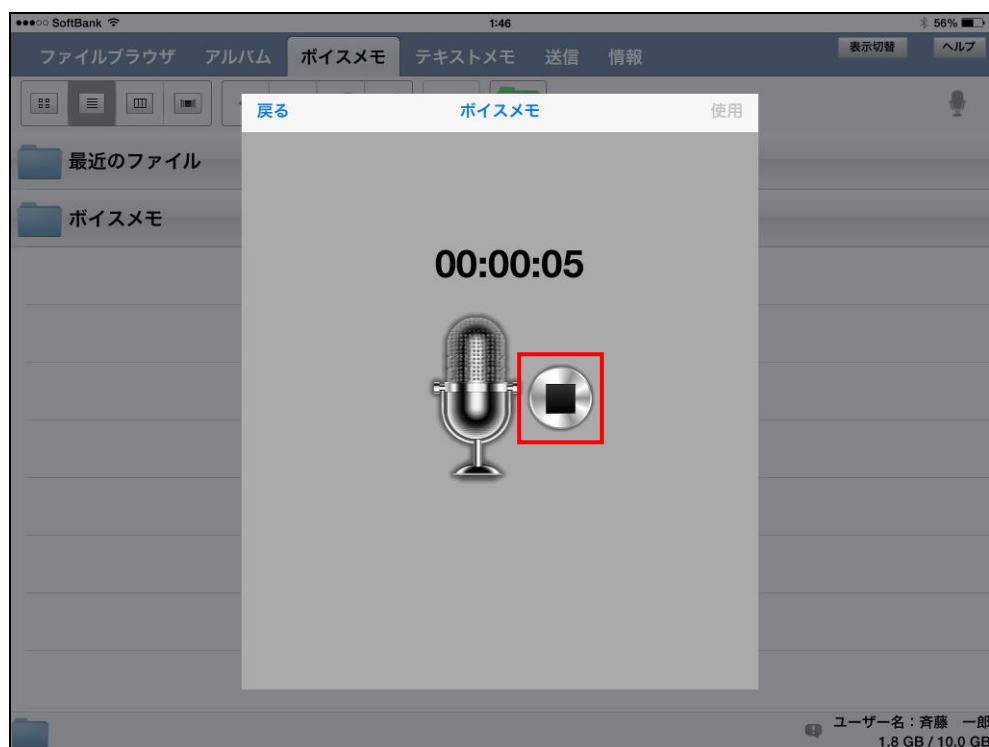 SoftBank 1:46 56%
ファイルブラウザ アルバム ボイスメモ テキストメモ 送信 情報 表示切替 ヘルプ
戻る ボイスメモ 使用
最近のファイル
ボイスメモ
00:00:05
ユーザー名：斉藤 一郎
1.8 GB / 10.0 GB